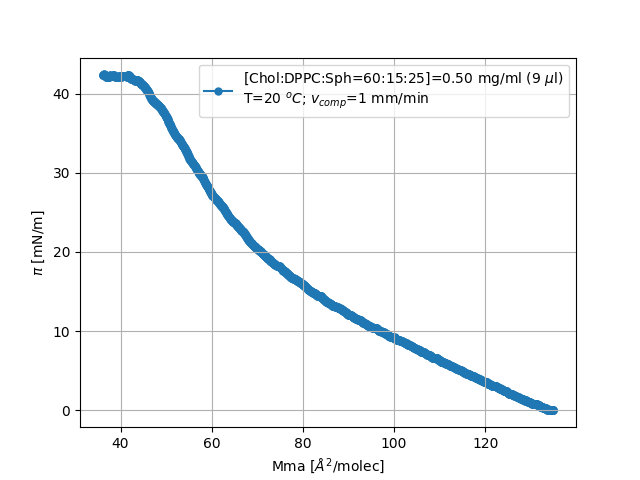 [Chol:DPPC:Sph=60:15:25]=0.50 mg/ml (9 μl)
T=20 °C; v_comp=1 mm/min
40
30
20
10
0
π [mN/m]
40 60 80 100 120
Mma [Å²/molec]